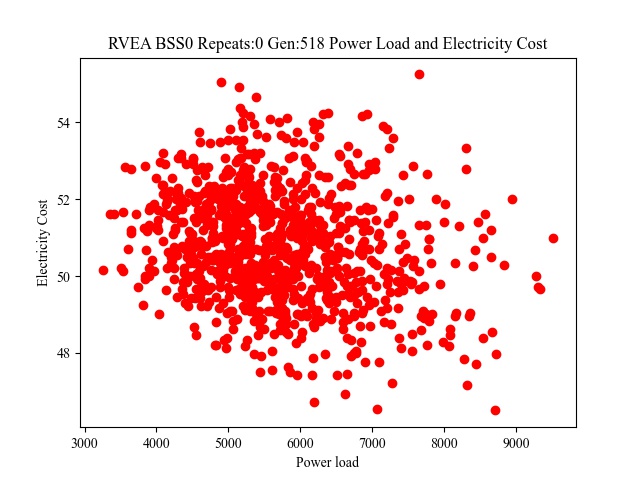 RVEA BSS0 Repeats:0 Gen:518 Power Load and Electricity Cost
Electricity Cost
54
52
50
48
3000 4000 5000 6000 7000 8000 9000
Power load